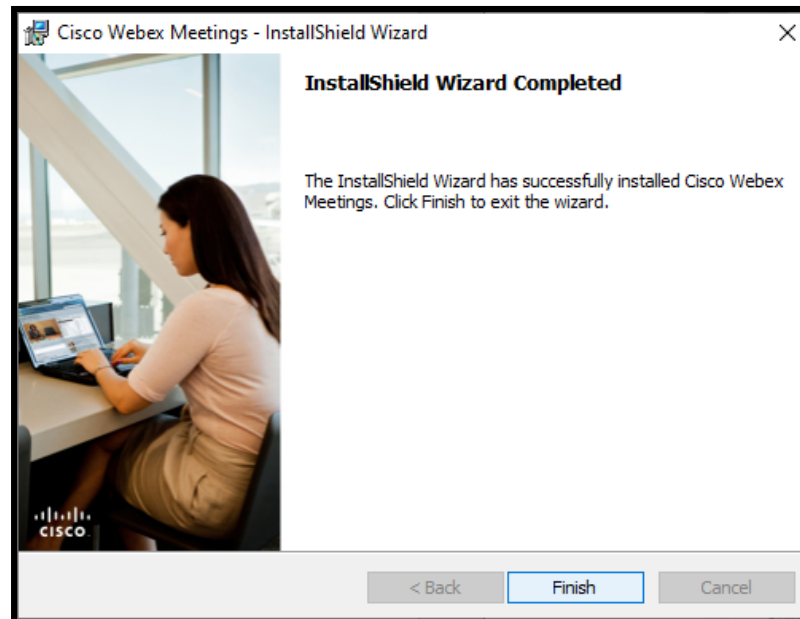 Cisco Webex Meetings - InstallShield Wizard
InstallShield Wizard Completed
The InstallShield Wizard has successfully installed Cisco Webex
Meetings. Click Finish to exit the wizard.
CISCO
< Back
Finish
Cancel